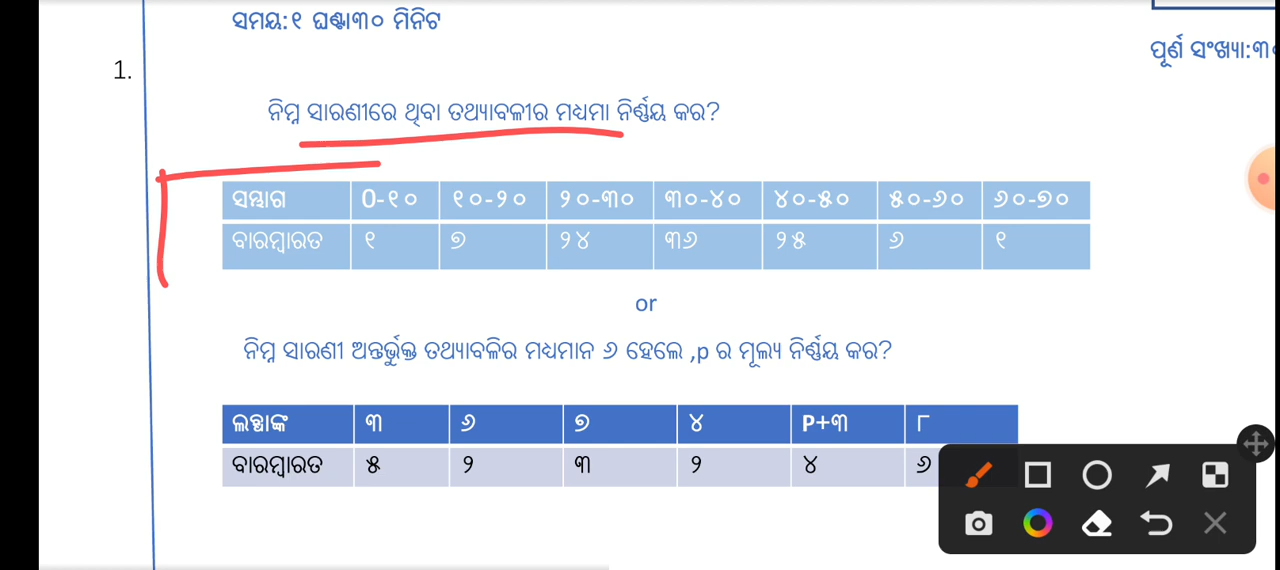 ସମୟ:୧ ଘଣ୍ଟା୩୦ ମିନିଟ
ପୂର୍ଣ ସଂଖ୍ୟା:୩୦
1.
ନିମ୍ନ ସାରଣୀରେ ଥିବା ତଥ୍ୟାବଳୀର ମଧ୍ୟମା ନିର୍ଣ୍ଣୟ କର?
ସମ୍ଭାଗ 0-୧୦ ୧୦-୨୦ ୨୦-୩୦ ୩୦-୪୦ ୪୦-୫୦ ୫୦-୬୦ ୬୦-୭୦
ବାରମ୍ବାରତ ୧ ୭ ୨୪ ୩୬ ୨୫ ୬ ୧
or
ନିମ୍ନ ସାରଣୀ ଅନ୍ତର୍ଭୁକ୍ତ ତଥ୍ୟାବଳିର ମଧ୍ୟମାନ ୬ ହେଲେ ,p ର ମୂଲ୍ୟ ନିର୍ଣ୍ଣୟ କର?
ଲବ୍ଧାଙ୍କ ୩ ୬ ୭ ୪ P+୩ ୮
ବାରମ୍ବାରତ ୫ ୨ ୩ ୨ ୪ ୬